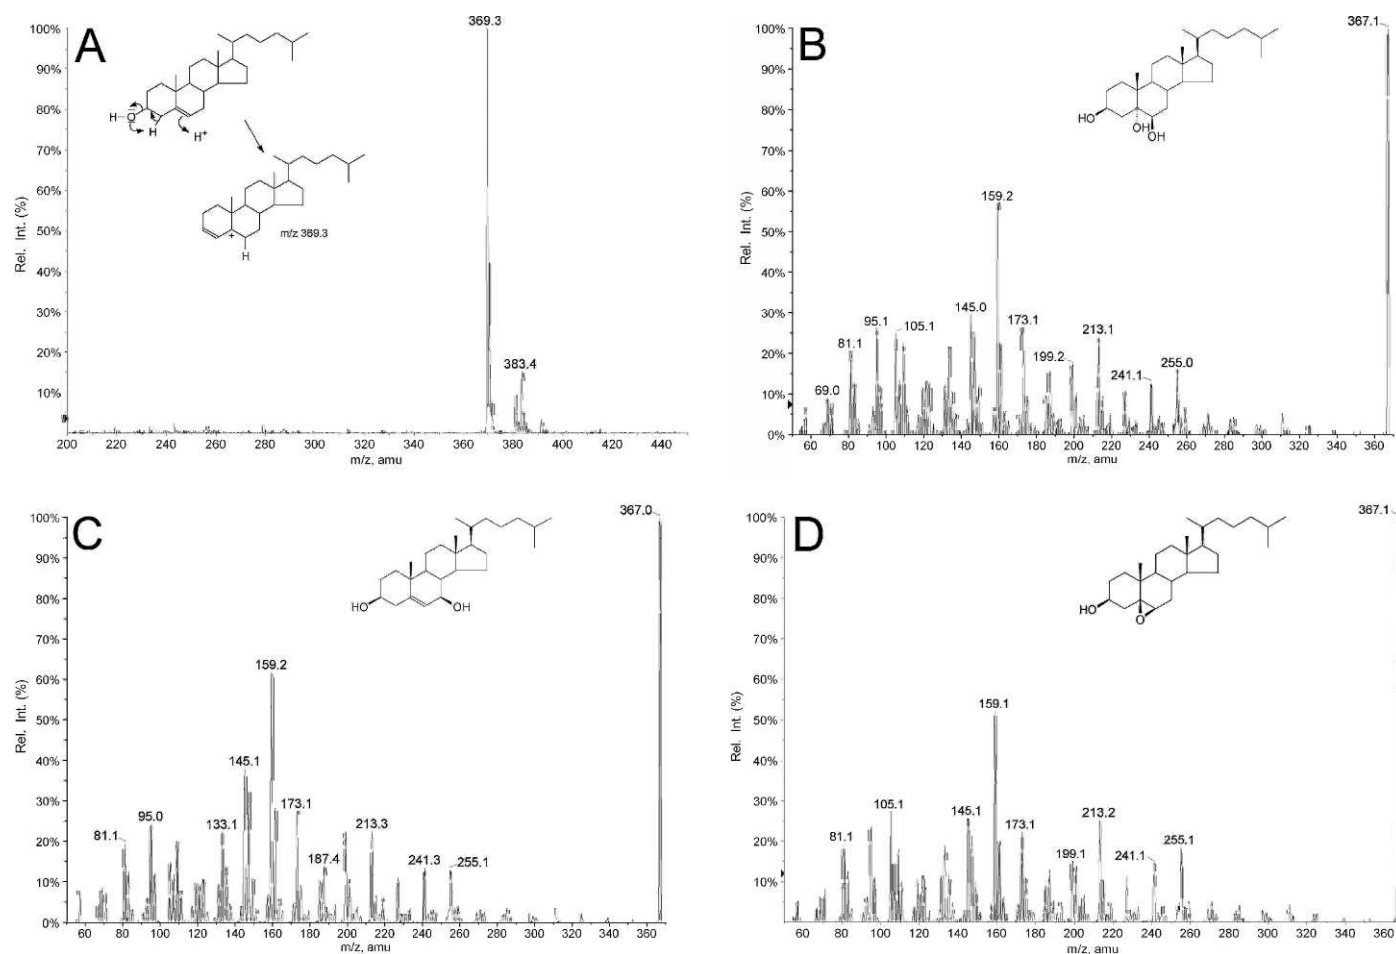 A
369.3
100%
90%
80%
70%
60%
50%
40%
30%
20%
10%
Rel. Int. (%)
H
O
H
H+
+
H
m/z 369.3
383.4
200 220 260 300 340 360 400 440
m/z, amu
B
367.1
100%
90%
80%
70%
60%
50%
40%
30%
20%
10%
0%
Rel. Int. (%)
HO
OH
OH
159.2
145.0
95.1
105.1
173.1
81.1
213.1
199.2
255.0
241.1
69.0
60 80 100 120 140 160 180 200 220 240 260 280 300 320 340 360
m/z, amu
C
367.0
100%
90%
80%
70%
60%
50%
40%
30%
20%
10%
0%
Rel. Int. (%)
HO
OH
159.2
145.1
173.1
95.0
133.1
213.3
81.1
187.4
241.3
255.1
60 80 100 120 140 160 180 200 220 240 260 280 300 320 340 360
m/z, amu
D
367.1
100%
90%
80%
70%
60%
50%
40%
30%
20%
10%
Rel. Int. (%)
HO
O
159.1
105.1
145.1
213.2
173.1
81.1
199.1
255.1
241.1
60 80 100 120 140 160 180 200 220 240 260 280 300 320 340 360
m/z, amu